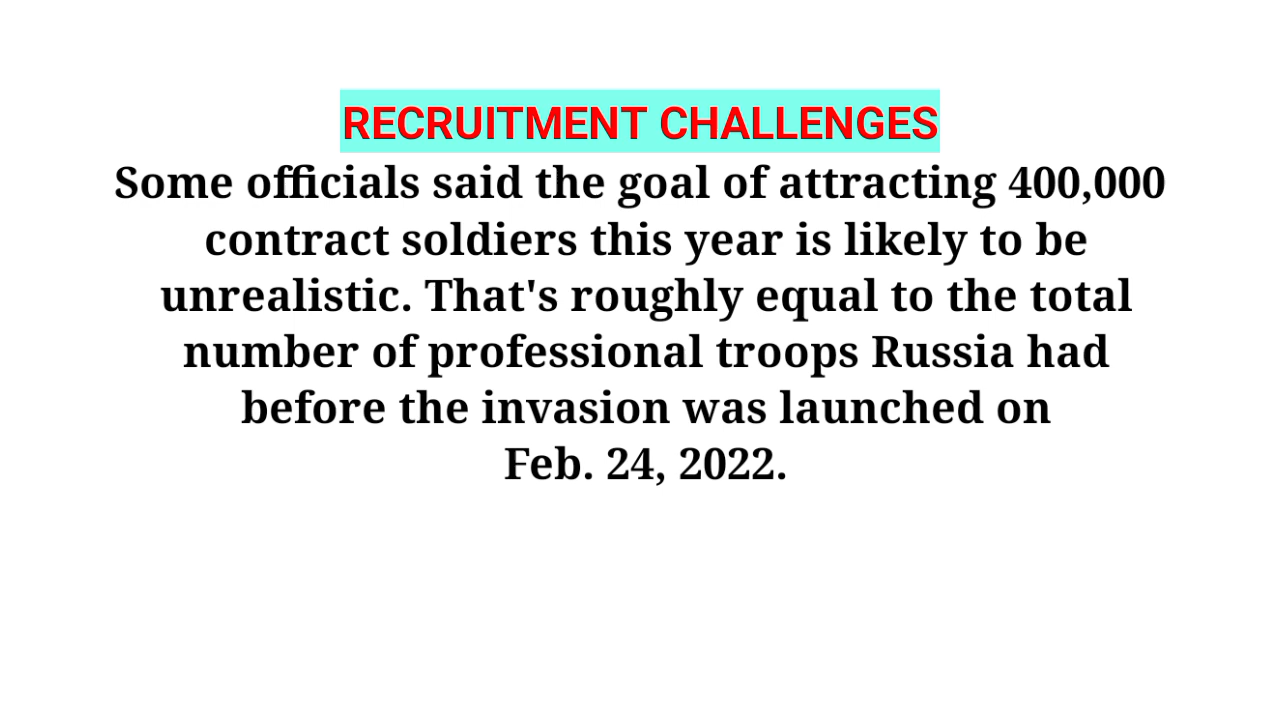 RECRUITMENT CHALLENGES
Some officials said the goal of attracting 400,000
contract soldiers this year is likely to be
unrealistic. That's roughly equal to the total
number of professional troops Russia had
before the invasion was launched on
Feb. 24, 2022.